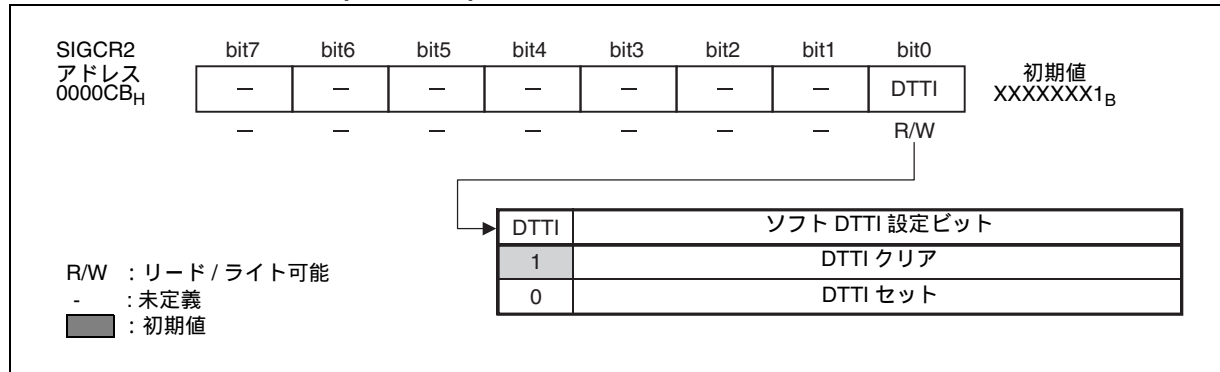 SIGCR2 bit7 bit6 bit5 bit4 bit3 bit2 bit1 bit0
アドレス
0000CBH － － － － － － － DTTI 初期値
XXXXXXX1B
－ － － － － － － R/W
DTTI ソフト DTTI 設定ビット
1 DTTI クリア
0 DTTI セット
R/W : リード / ライト可能
- : 未定義
: 初期値